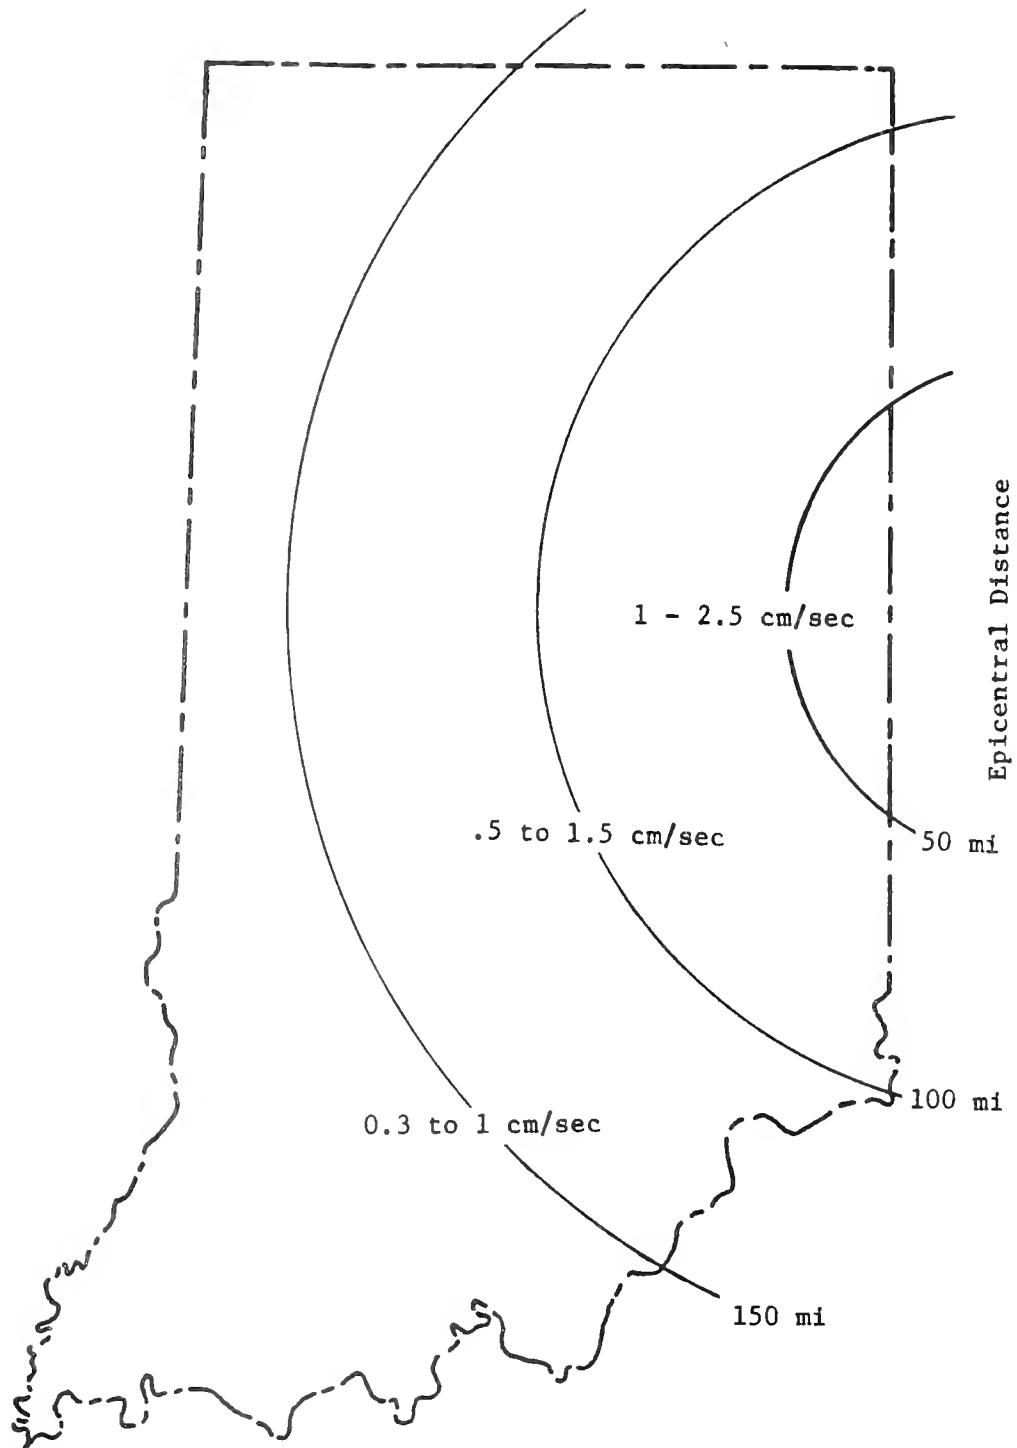 1 - 2.5 cm/sec
Epicentral Distance
.5 to 1.5 cm/sec
50 mi
100 mi
0.3 to 1 cm/sec
150 mi